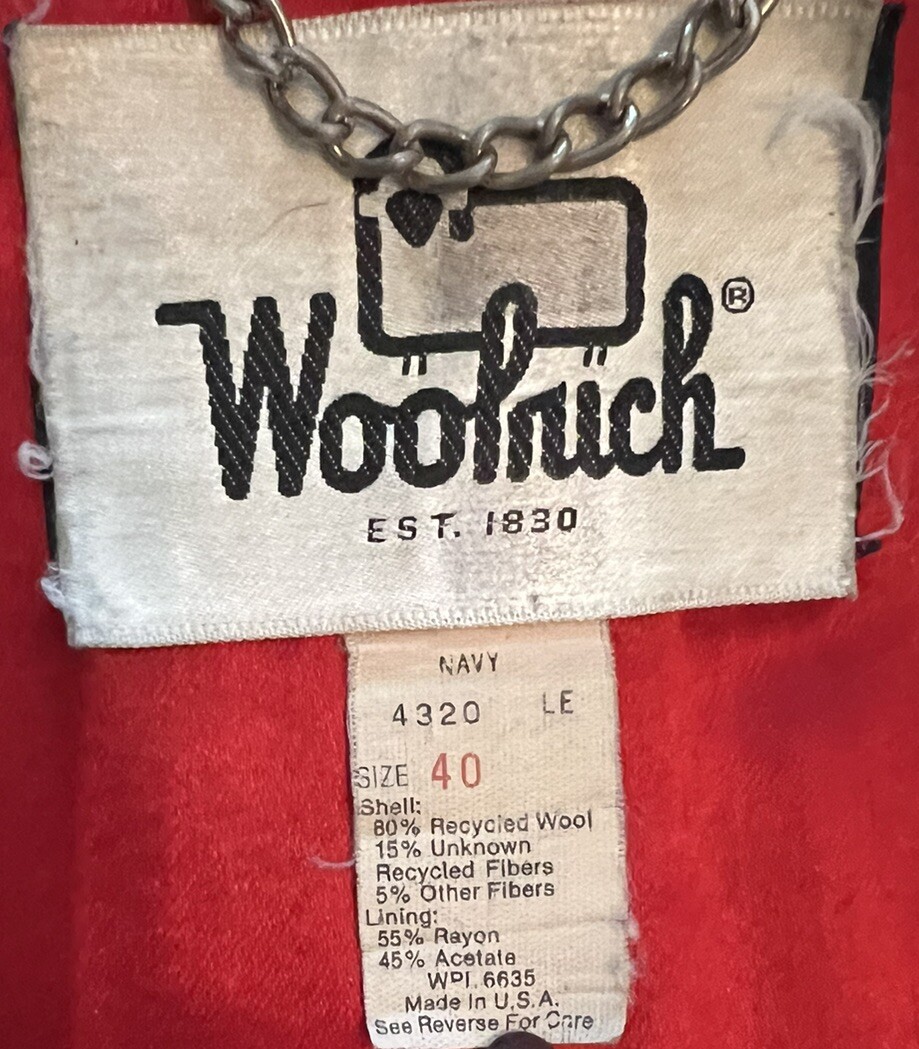 Woolrich®
EST. 1830
NAVY
4320 LE
SIZE 40
Shell:
80% Recycled Wool
15% Unknown
Recycled Fibers
5% Other Fibers
Lining:
55% Rayon
45% Acetate
WPL 6635
Made In U.S.A.
See Reverse For Care